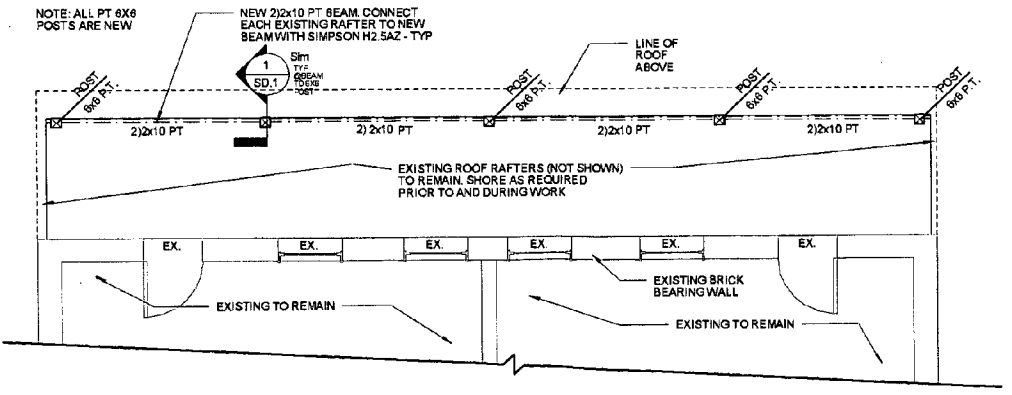 NOTE: ALL PT 6X6
POSTS ARE NEW
NEW 2)2x10 PT BEAM. CONNECT
EACH EXISTING RAFTER TO NEW
BEAM WITH SIMPSON H2.5AZ - TYP
1
SD.1
Sim
TYP
@BEAM
TO 6X6
POST
LINE OF
ROOF
ABOVE
POST
6x6 P.T.
POST
6x6 P.T.
POST
6x6 P.T.
POST
6x6 P.T.
2)2x10 PT
2) 2x10 PT
2)2x10 PT
2)2x10 PT
EXISTING ROOF RAFTERS (NOT SHOWN)
TO REMAIN. SHORE AS REQUIRED
PRIOR TO AND DURING WORK
EX.
EX.
EX.
EX.
EX.
EX.
EXISTING BRICK
BEARING WALL
EXISTING TO REMAIN
EXISTING TO REMAIN